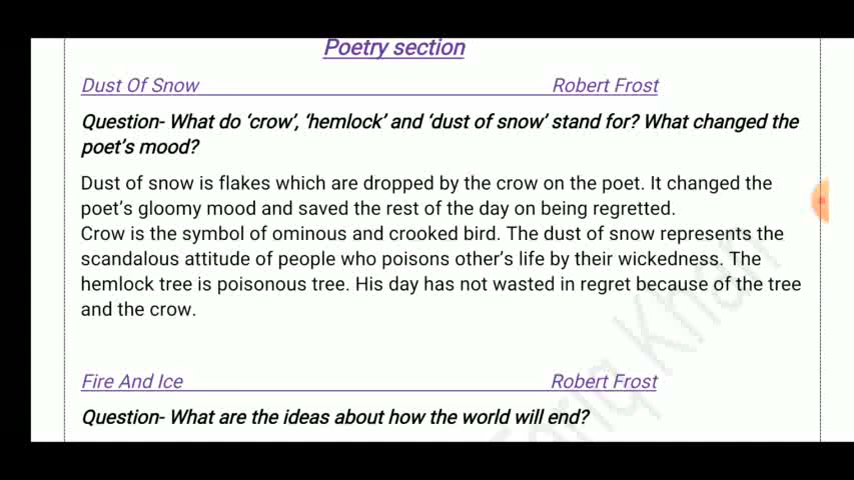 Poetry section
Dust Of Snow Robert Frost
Question- What do ‘crow’, ‘hemlock’ and ‘dust of snow’ stand for? What changed the
poet’s mood?
Dust of snow is flakes which are dropped by the crow on the poet. It changed the
poet’s gloomy mood and saved the rest of the day on being regretted.
Crow is the symbol of ominous and crooked bird. The dust of snow represents the
scandalous attitude of people who poisons other’s life by their wickedness. The
hemlock tree is poisonous tree. His day has not wasted in regret because of the tree
and the crow.
Fire And Ice Robert Frost
Question- What are the ideas about how the world will end?
Khan